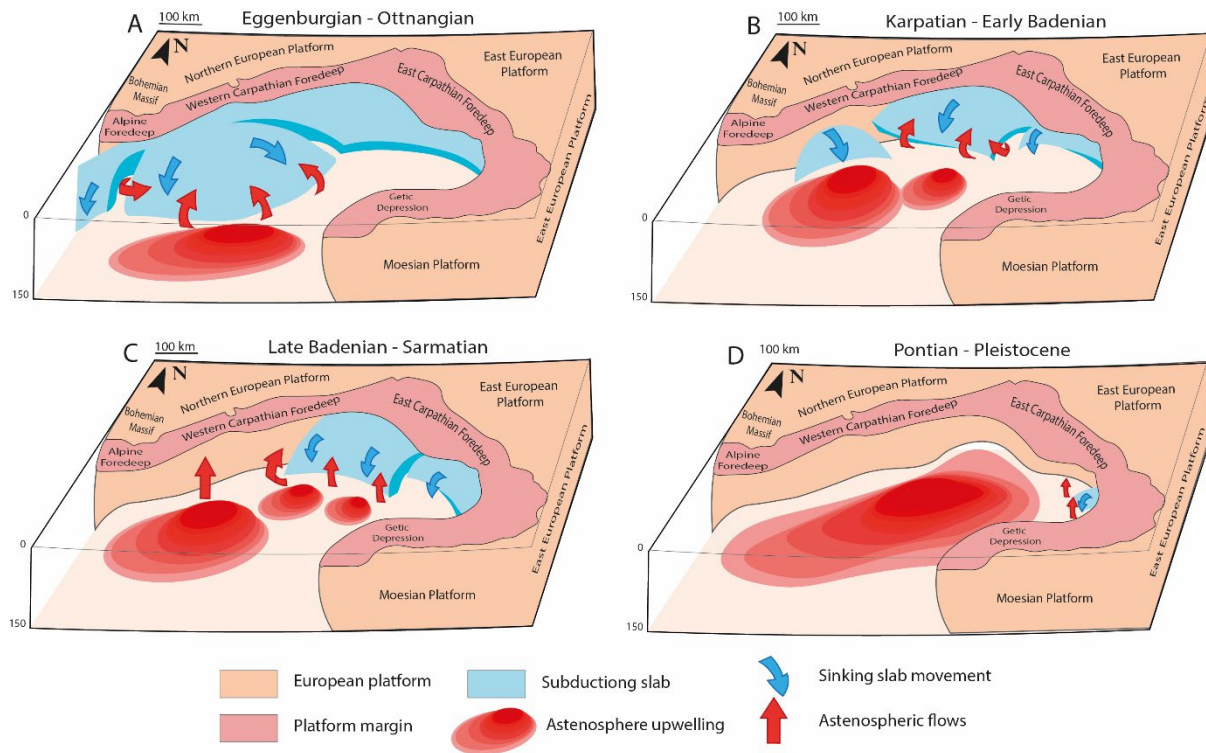 A
100 km
Eggenburgian - Ottnangian
N
Northern European Platform
East European
Platform
Bohemian
Massif
Western Carpathian Foredeep
East Carpathian Foredeep
Alpine
Foredeep
East European Platform
Getic
Depression
0
Moesian Platform
150
B
100 km
Karpatian - Early Badenian
N
Northern European Platform
East European
Platform
Bohemian
Massif
Western Carpathian Foredeep
East Carpathian Foredeep
Alpine
Foredeep
East European Platform
Getic
Depression
0
Moesian Platform
150
C
100 km
Late Badenian - Sarmatian
N
Northern European Platform
East European
Platform
Bohemian
Massif
Western Carpathian Foredeep
East Carpathian Foredeep
Alpine
Foredeep
East European Platform
Getic
Depression
0
Moesian Platform
150
D
100 km
Pontian - Pleistocene
N
Northern European Platform
East European
Platform
Bohemian
Massif
Western Carpathian Foredeep
East Carpathian Foredeep
Alpine
Foredeep
East European Platform
Getic
Depression
0
Moesian Platform
150
European platform
Subductiong slab
Sinking slab movement
Platform margin
Astenosphere upwelling
Astenospheric flows